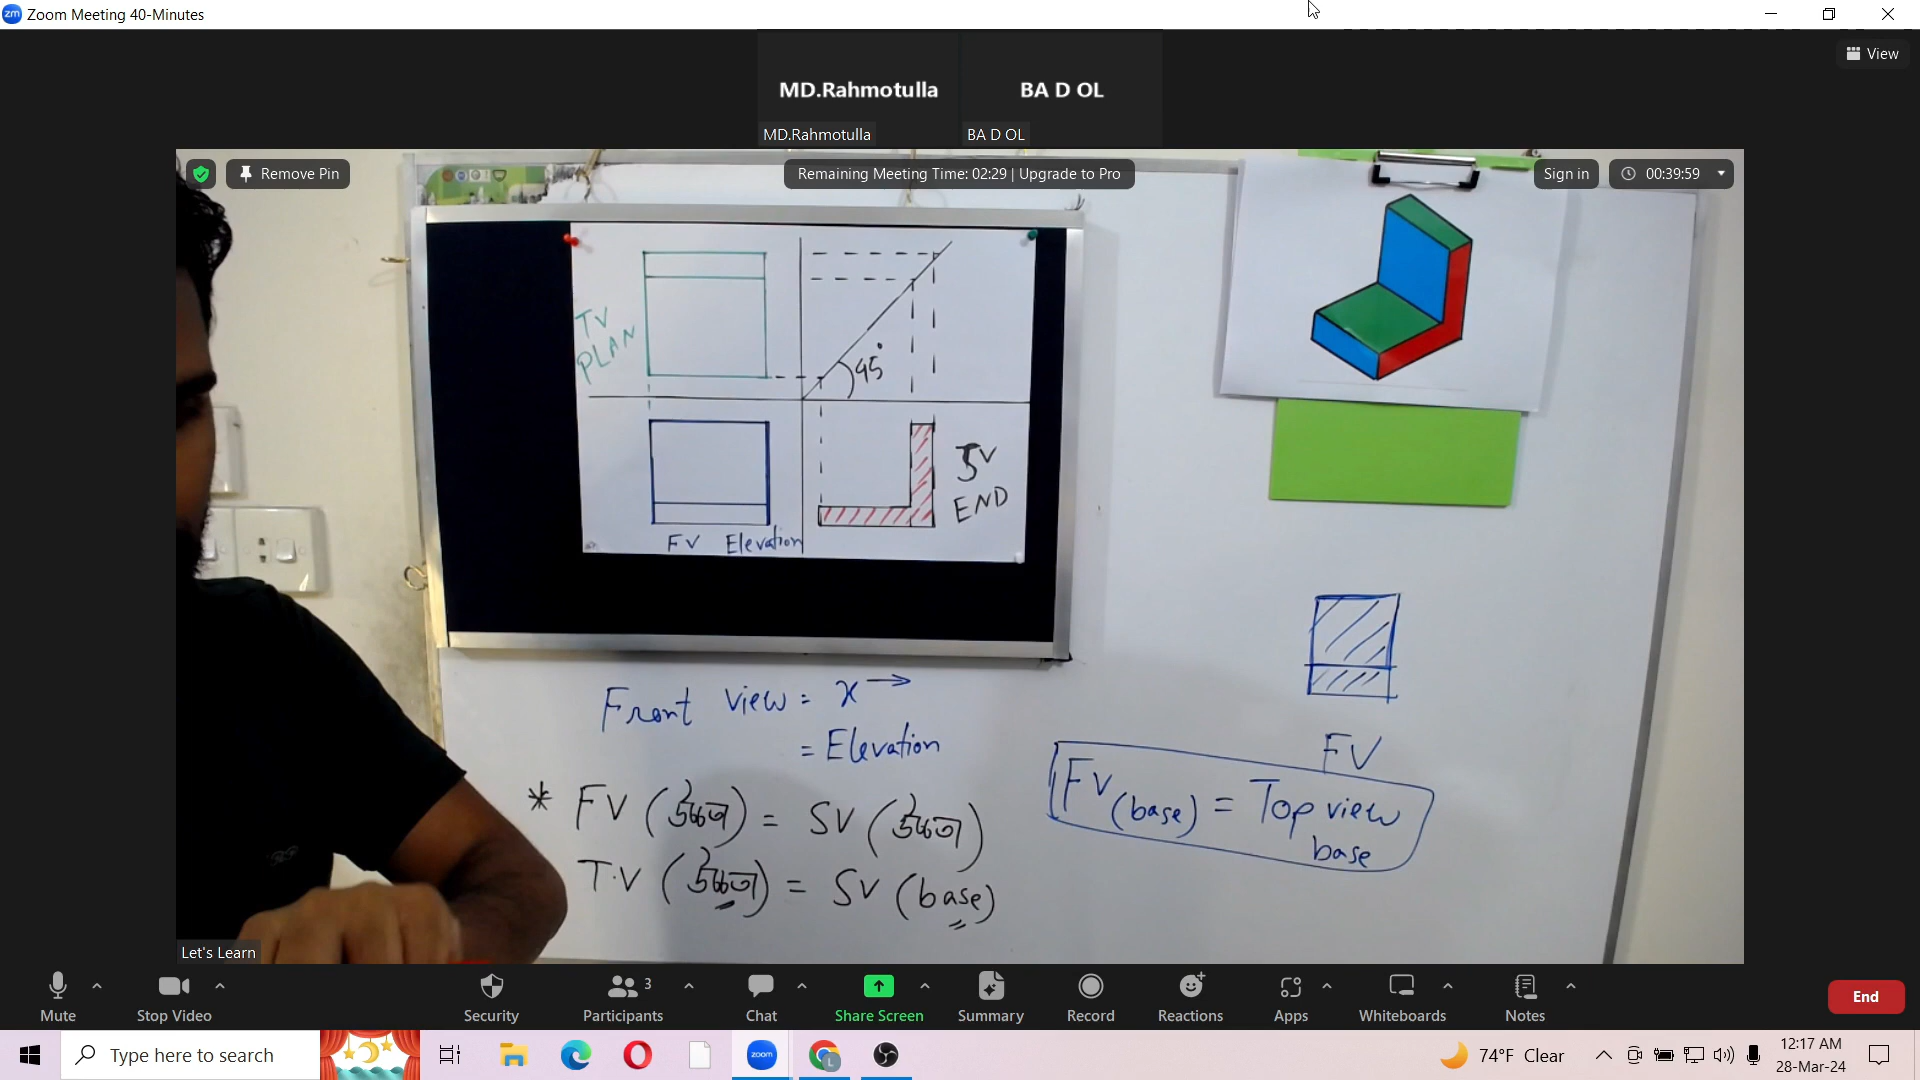 Zoom Meeting 40-Minutes
View
MD.Rahmotulla
BA D OL
MD.Rahmotulla
BA D OL
Remove Pin
Remaining Meeting Time: 02:29 | Upgrade to Pro
Sign in
00:39:59
TV
PLAN
45°
SV
END
FV Elevation
Front view = x →
= Elevation
FV
* FV (উচ্চতা) = SV (উচ্চতা)
T.V (উচ্চতা) = SV (base)
FV (base) = Top view
base
Let's Learn
Mute
Stop Video
Security
Participants
3
Chat
Share Screen
Summary
Record
Reactions
Apps
Whiteboards
Notes
End
Type here to search
zoom
L
74°F Clear
12:17 AM
28-Mar-24